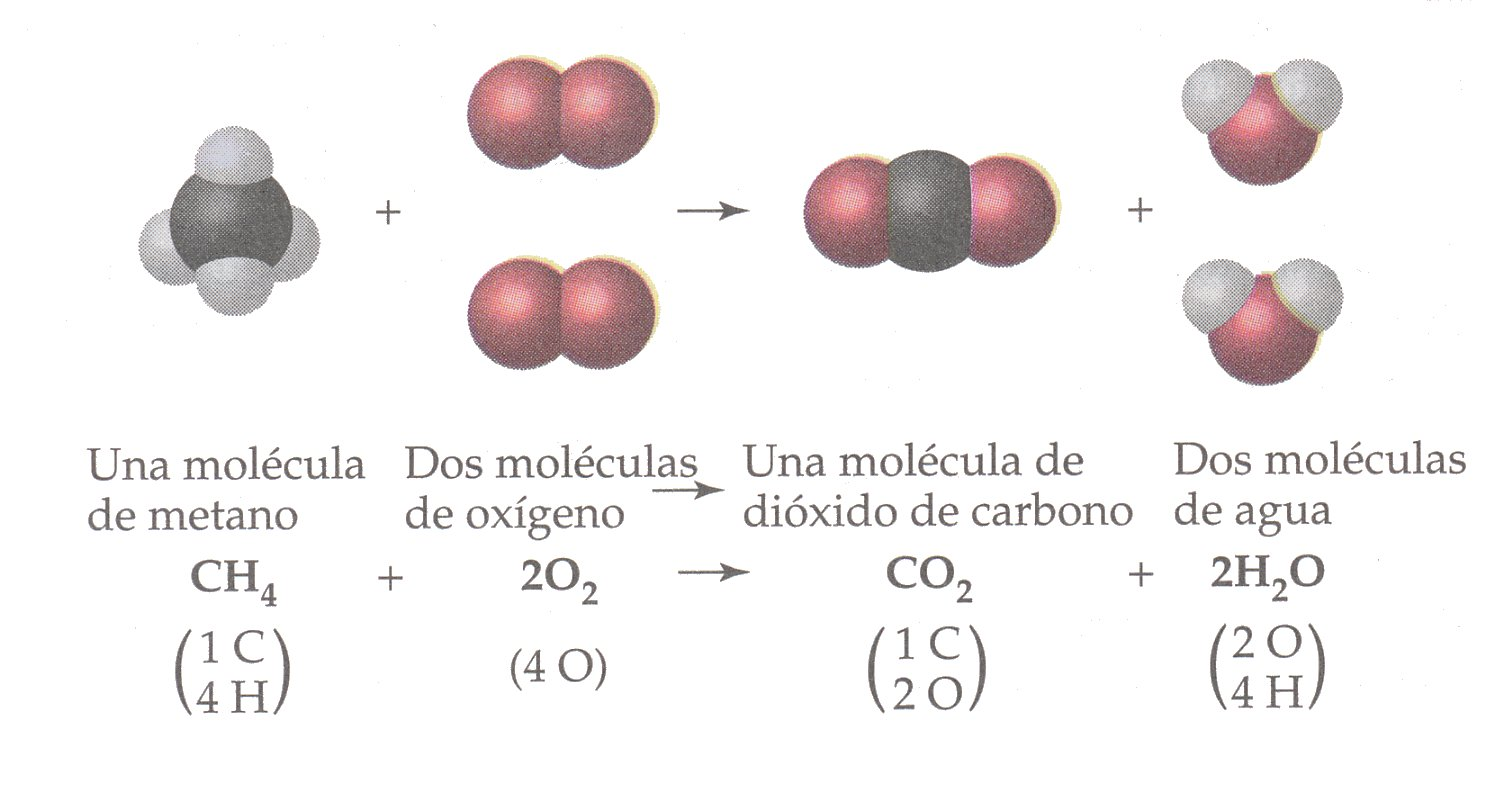 + → +
Una molécula de metano Dos moléculas de oxígeno → Una molécula de dióxido de carbono Dos moléculas de agua
CH₄ + 2O₂ → CO₂ + 2H₂O
(1 C 4 H) (4 O) (1 C 2 O) (2 O 4 H)